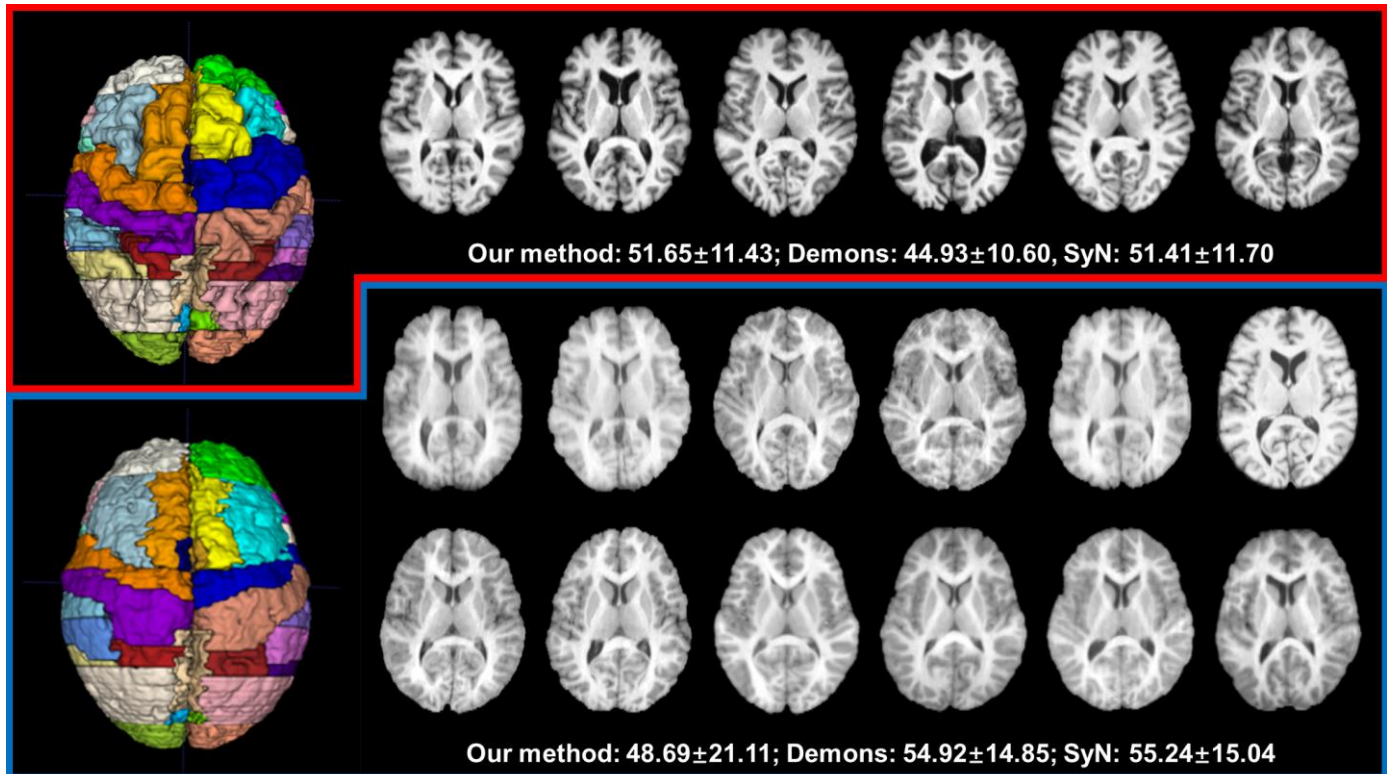 Our method: 51.65±11.43; Demons: 44.93±10.60, SyN: 51.41±11.70
Our method: 48.69±21.11; Demons: 54.92±14.85; SyN: 55.24±15.04